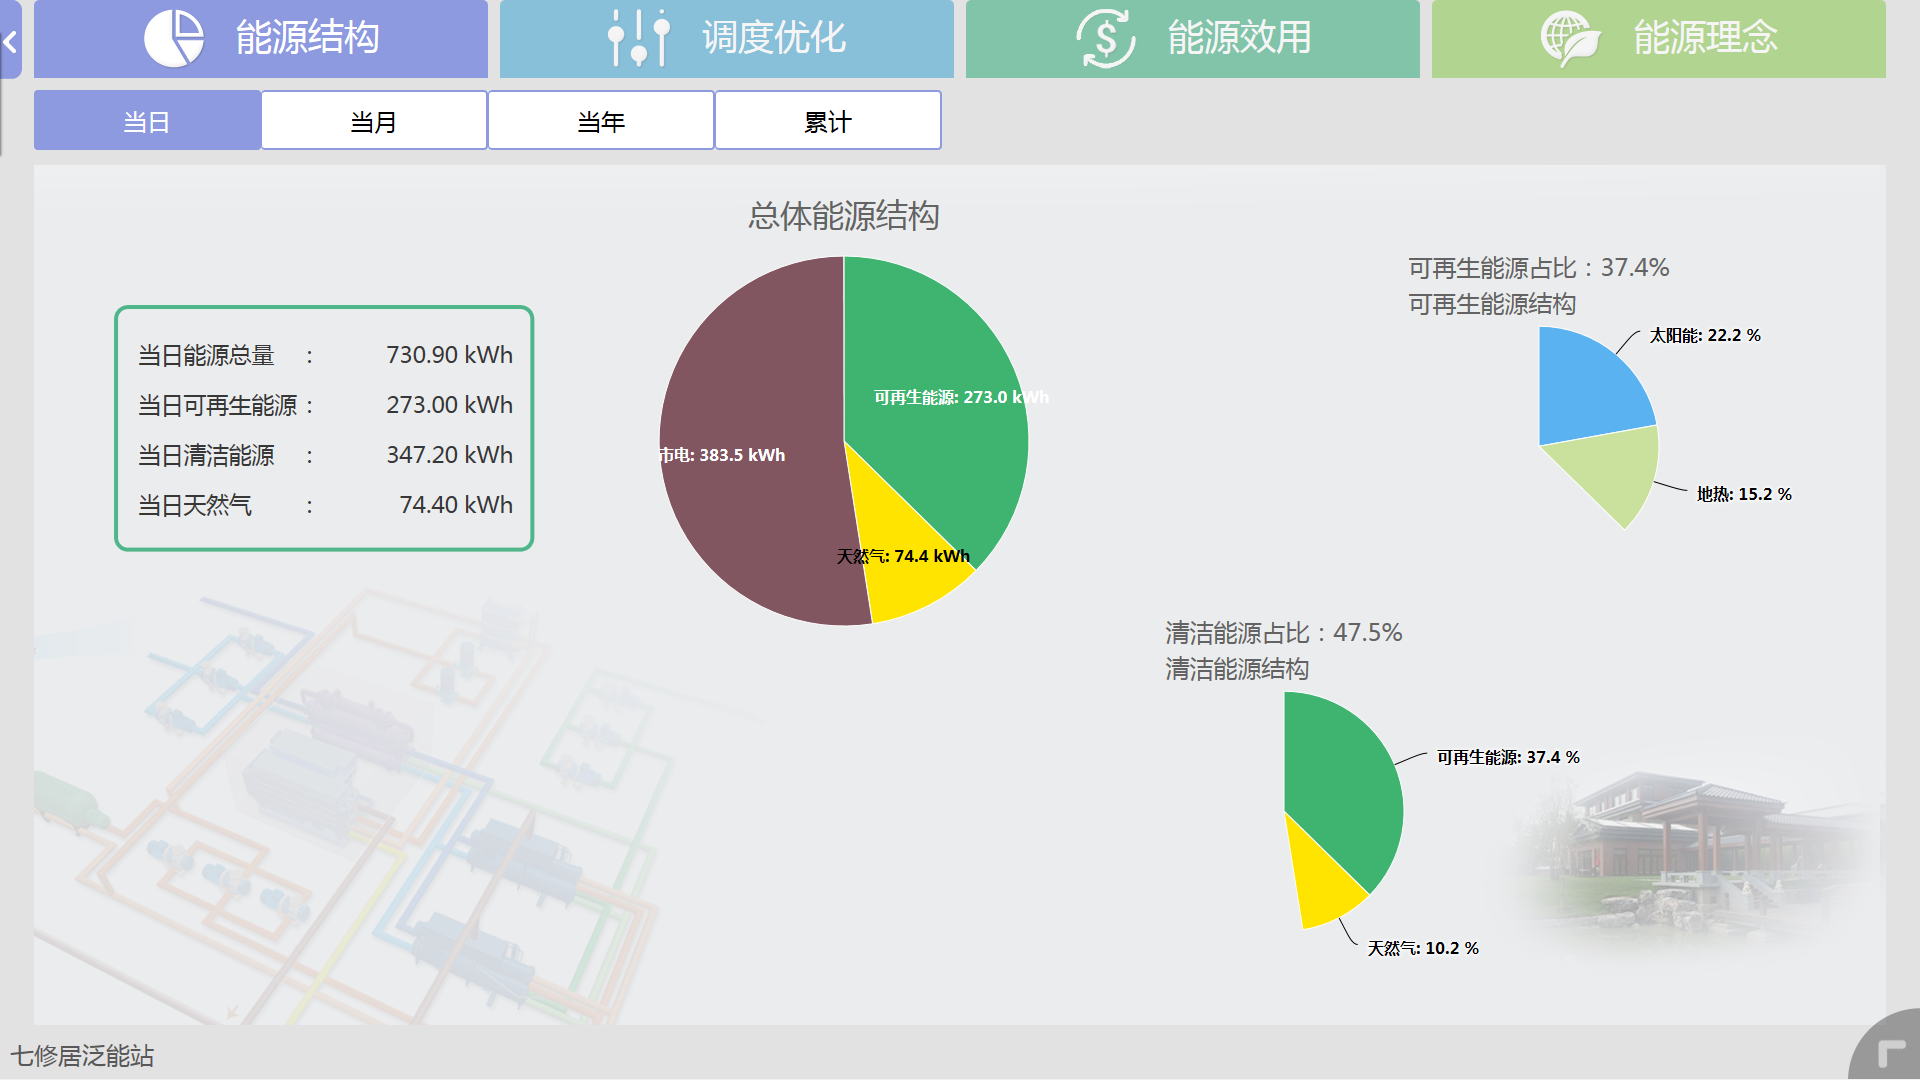 能源结构
调度优化
能源效用
能源理念
当日
当月
当年
累计
总体能源结构
当日能源总量 : 730.90 kWh
当日可再生能源 : 273.00 kWh
当日清洁能源 : 347.20 kWh
当日天然气 : 74.40 kWh
可再生能源: 273.0 kWh
市电: 383.5 kWh
天然气: 74.4 kWh
可再生能源占比：37.4%
可再生能源结构
太阳能: 22.2 %
地热: 15.2 %
清洁能源占比：47.5%
清洁能源结构
可再生能源: 37.4 %
天然气: 10.2 %
七修居泛能站